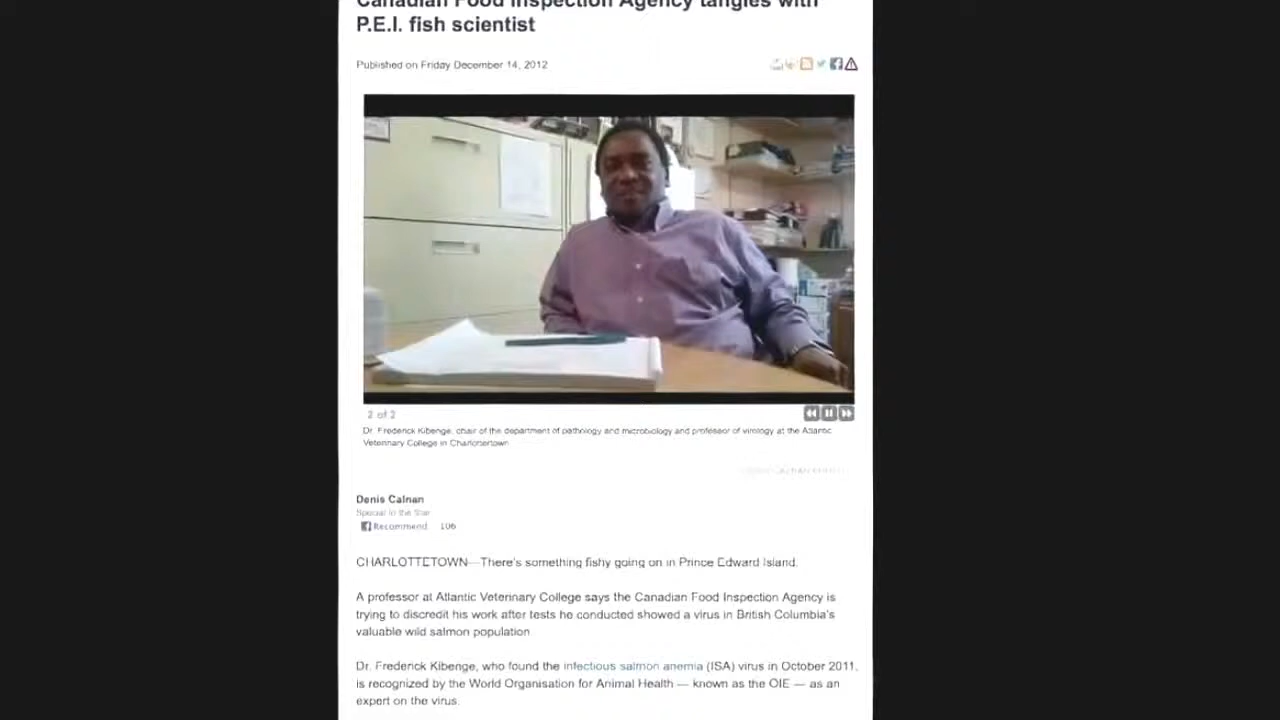 Canadian Food Inspection Agency tangles with
P.E.I. fish scientist
Published on Friday December 14, 2012
2 of 2
Dr. Frederick Kibenge, chair of the department of pathology and microbiology and professor of virology at the Atlantic
Veterinary College in Charlottetown
Denis Calnan
Special to the Star
Recommend 106
CHARLOTTETOWN—There's something fishy going on in Prince Edward Island.
A professor at Atlantic Veterinary College says the Canadian Food Inspection Agency is
trying to discredit his work after tests he conducted showed a virus in British Columbia's
valuable wild salmon population
Dr. Frederick Kibenge, who found the infectious salmon anemia (ISA) virus in October 2011,
is recognized by the World Organisation for Animal Health — known as the OIE — as an
expert on the virus.